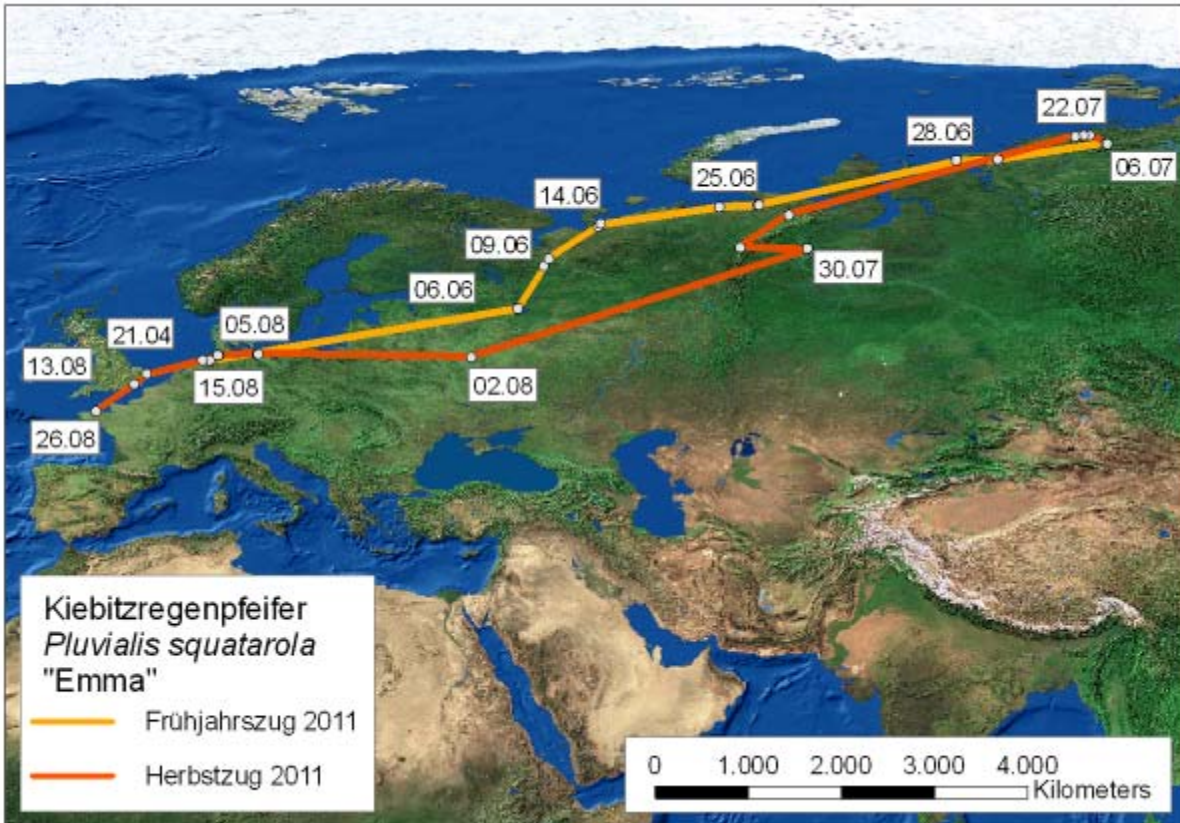 22.07
28.06
06.07
25.06
14.06
09.06
30.07
06.06
05.08
21.04
13.08
15.08
02.08
26.08
Kiebitzregenpfeifer
Pluvialis squatarola
"Emma"
Frühjahrszug 2011
Herbstzug 2011
0 1.000 2.000 3.000 4.000
Kilometers